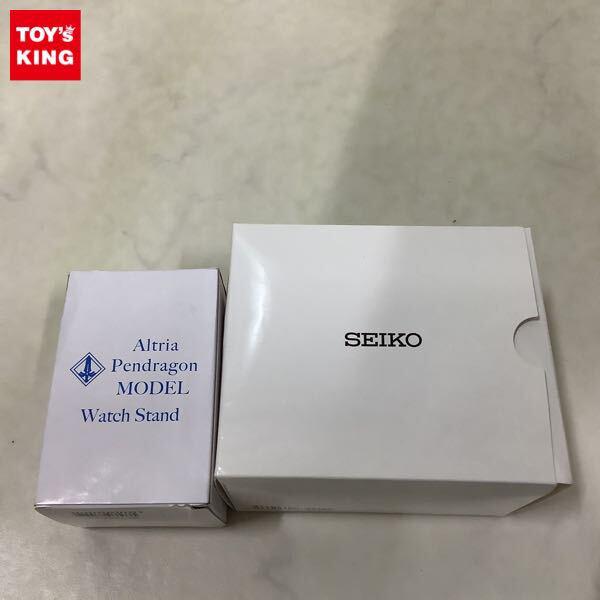 TOY'S
KING
Altria
Pendragon
MODEL
Watch Stand
SEIKO